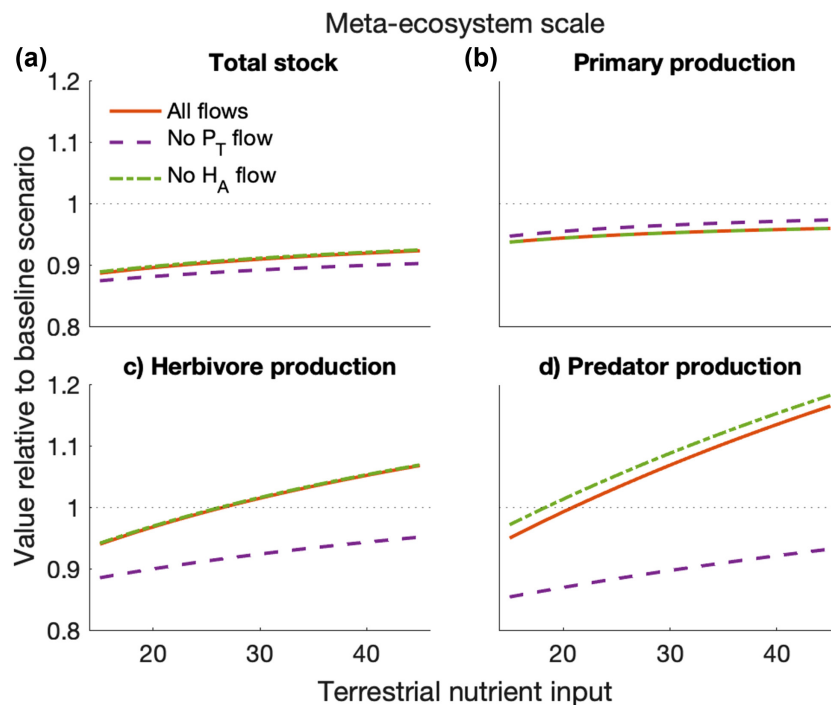 Meta-ecosystem scale
(a) Total stock
(b) Primary production
1.2
1.1
1
0.9
0.8
All flows
No P_T flow
No H_A flow
c) Herbivore production
d) Predator production
1.2
1.1
1
0.9
0.8
20 30 40
20 30 40
Value relative to baseline scenario
Terrestrial nutrient input